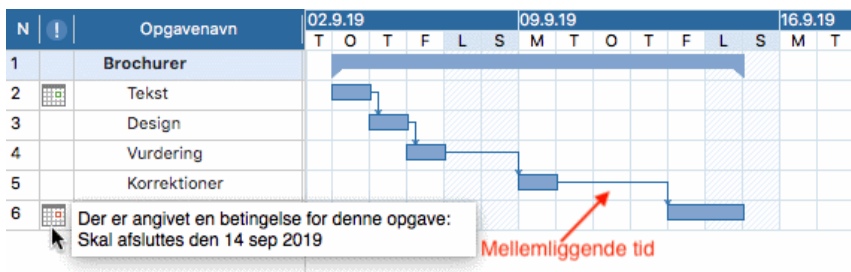 N ! Opgavenavn 02.9.19 09.9.19 16.9.19
T O T F L S M T O T F L S M T
1 Brochurer
2 Tekst
3 Design
4 Vurdering
5 Korrektioner
6 Der er angivet en betingelse for denne opgave:
Skal afsluttes den 14 sep 2019
Mellemliggende tid